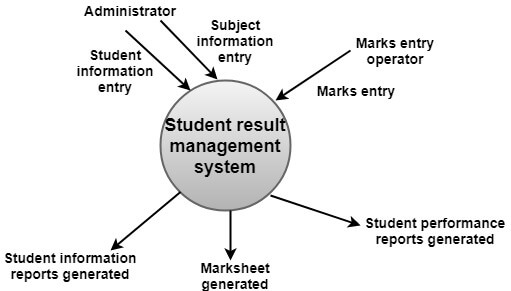 Administrator
Subject
information
entry
Student
information
entry
Marks entry
operator
Marks entry
Student result
management
system
Student performance
reports generated
Student information
reports generated
Marksheet
generated